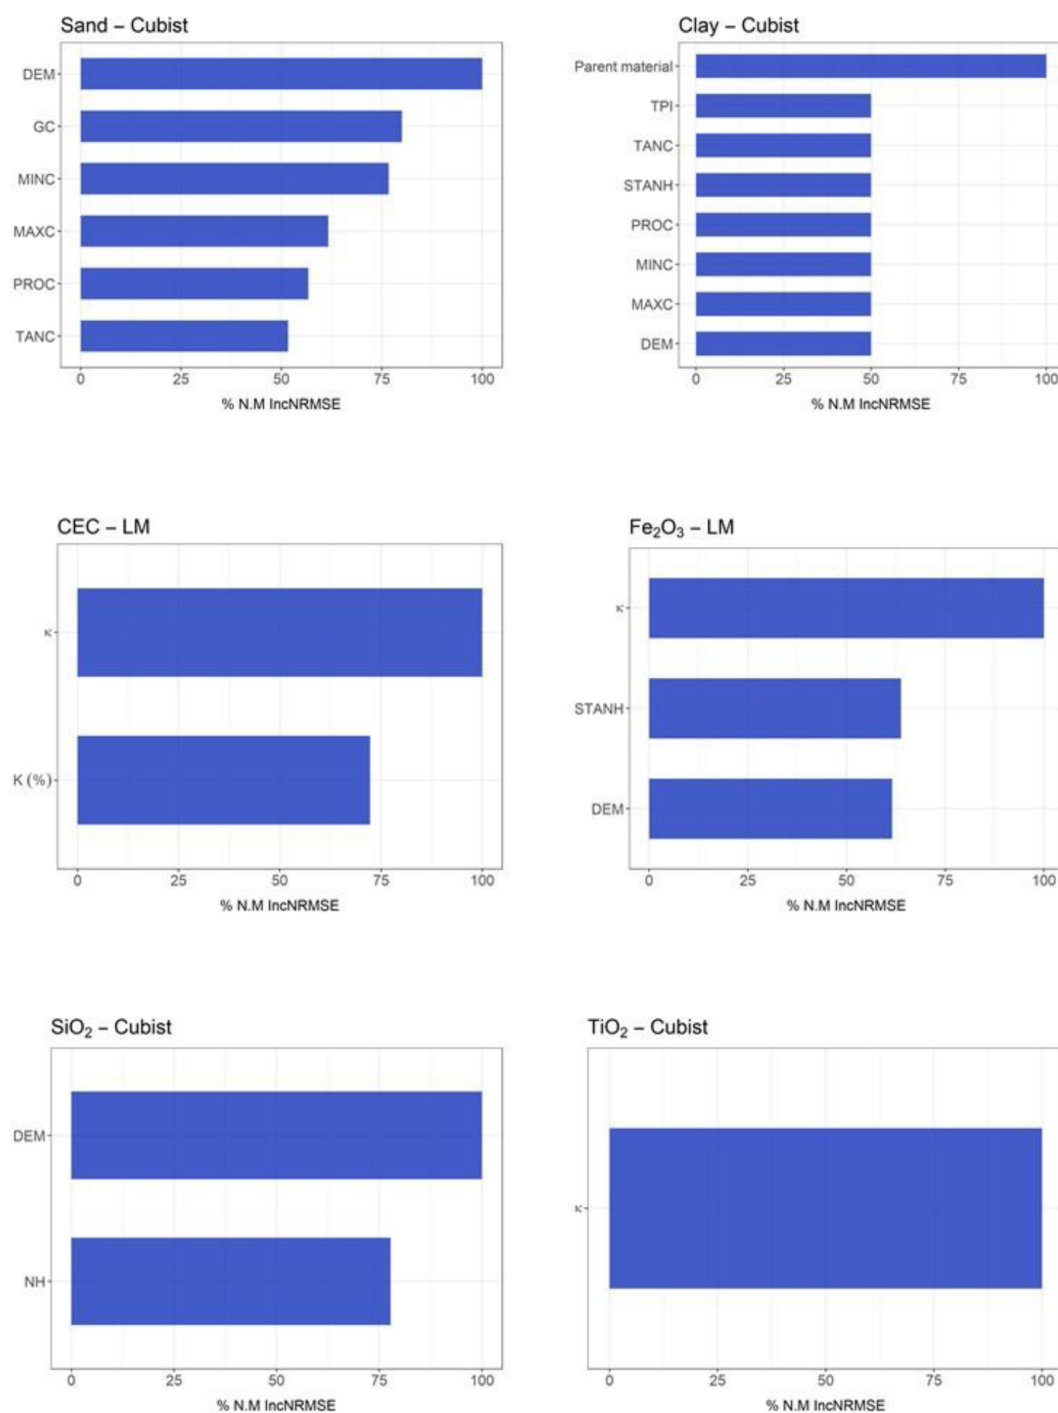 Sand – Cubist
DEM
GC
MINC
MAXC
PROC
TANC
0 25 50 75 100
% N.M IncNRMSE
Clay – Cubist
Parent material
TPI
TANC
STANH
PROC
MINC
MAXC
DEM
0 25 50 75 100
% N.M IncNRMSE
CEC – LM
κ
K (%)
0 25 50 75 100
% N.M IncNRMSE
Fe₂O₃ – LM
κ
STANH
DEM
0 25 50 75 100
% N.M IncNRMSE
SiO₂ – Cubist
DEM
NH
0 25 50 75 100
% N.M IncNRMSE
TiO₂ – Cubist
κ
0 25 50 75 100
% N.M IncNRMSE